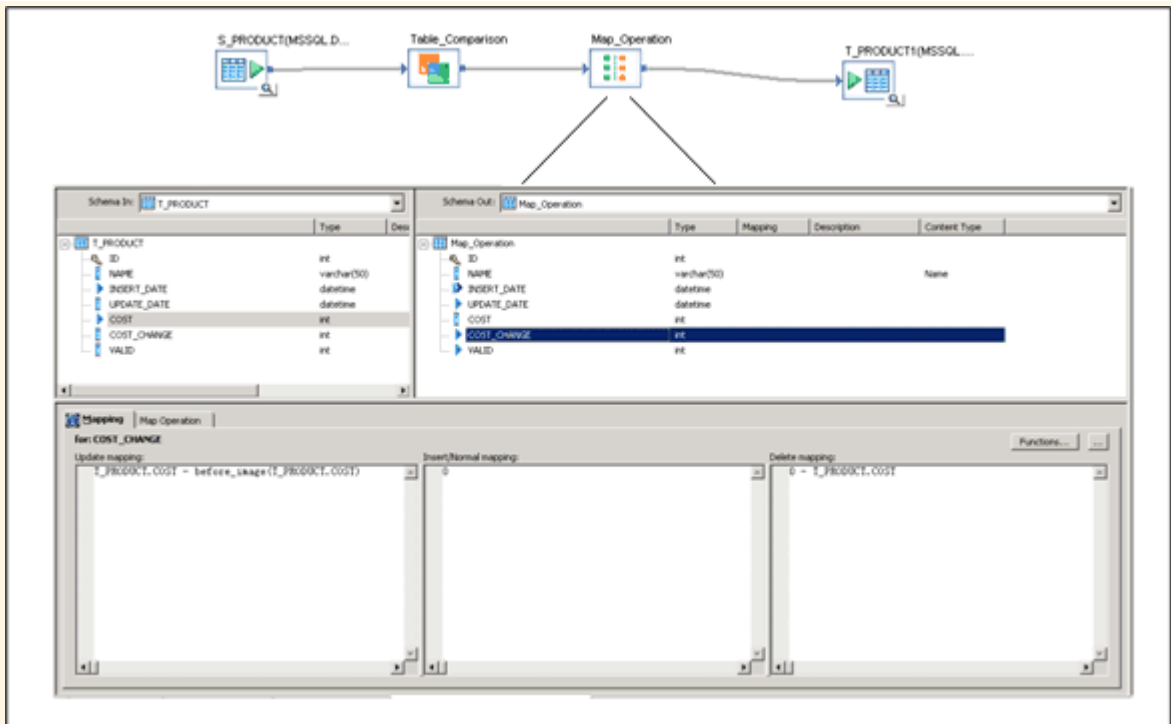 S_PRODUCT(MSSQL.D...
Table_Comparison
Map_Operation
T_PRODUCT1(MSSQL....
Schema In: T_PRODUCT
Schema Out: Map_Operation
Type Desc
Type Mapping Description Content Type
T_PRODUCT
ID int
NAME varchar(50)
INSERT_DATE datetime
UPDATE_DATE datetime
COST int
COST_CHANGE int
VALID int
Map_Operation
ID int
NAME varchar(50) Name
INSERT_DATE datetime
UPDATE_DATE datetime
COST int
COST_CHANGE int
VALID int
Mapping Map Operation
for: COST_CHANGE
Functions... ...
Update mapping:
T_PRODUCT.COST - before_image(T_PRODUCT.COST)
Insert/Normal mapping:
0
Delete mapping:
0 - T_PRODUCT.COST